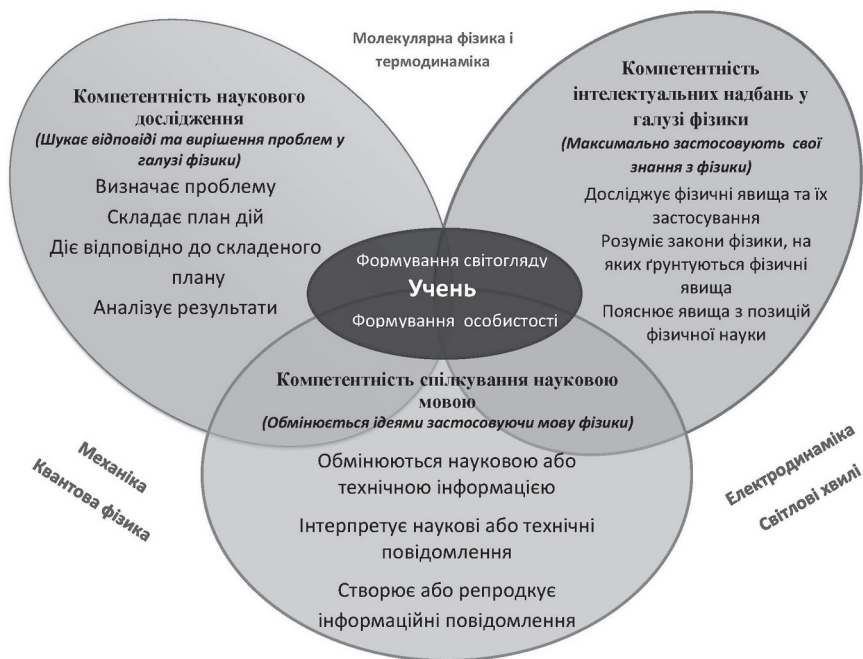 Молекулярна фізика і
термодинаміка
Компетентність наукового
дослідження
(Шукає відповіді та вирішення проблем у
галузі фізики)
Визначає проблему
Складає план дій
Діє відповідно до складеного
плану
Аналізує результати
Компетентність
інтелектуальних надбань у
галузі фізики
(Максимально застосовують свої
знання з фізики)
Досліджує фізичні явища та їх
застосування
Розуміє закони фізики, на
яких ґрунтуються фізичні
явища
Пояснює явища з позицій
фізичної науки
Формування світогляду
Учень
Формування особистості
Компетентність спілкування науковою
мовою
(Обмінюється ідеями застосовуючи мову фізики)
Обмінюються науковою або
технічною інформацією
Інтерпретує наукові або технічні
повідомлення
Створює або репродкує
інформаційні повідомлення
Механіка
Квантова фізика
Електродинаміка
Світлові хвилі